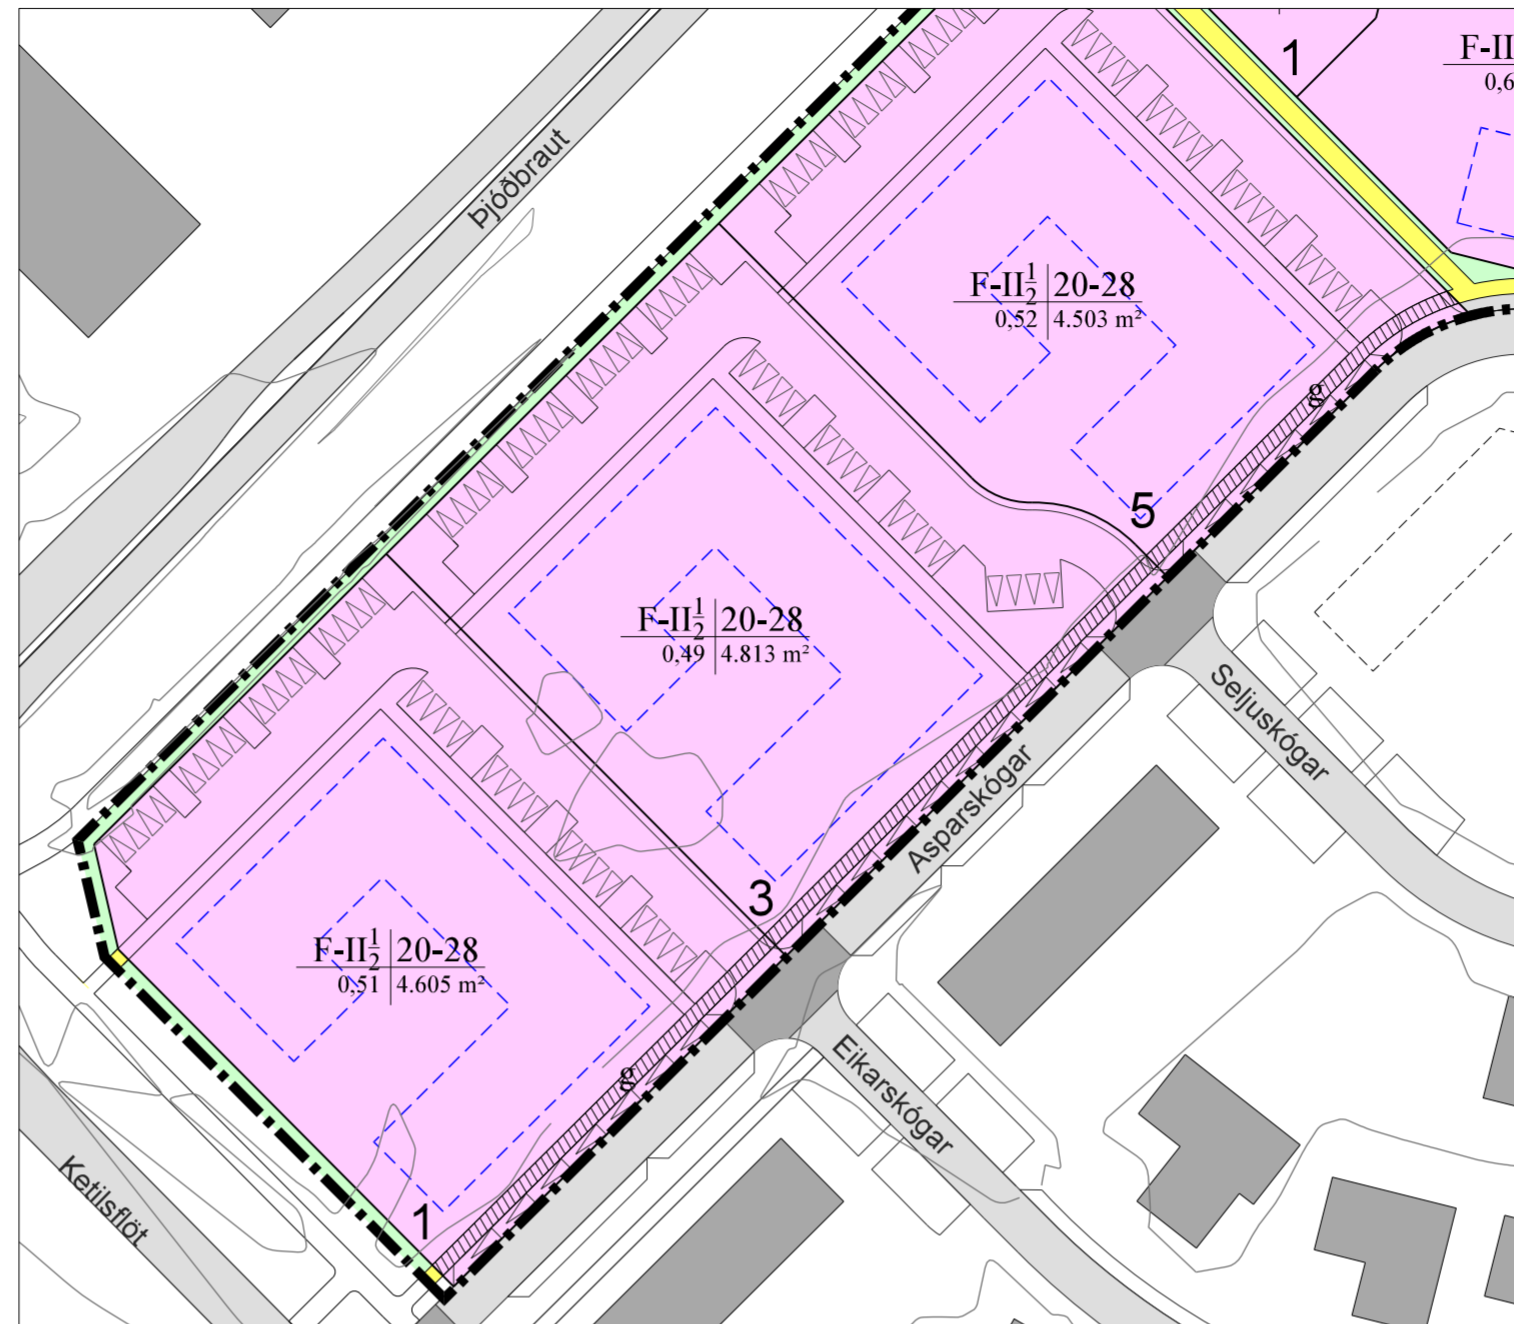 1
F-II
0,6
Þjóðbraut
F-II½ 20-28
0,52 4.503 m²
g
5
F-II½ 20-28
0,49 4.813 m²
Seljuskógar
Asparskógar
3
F-II½ 20-28
0,51 4.605 m²
g
Eikarskógar
Ketilsflöt
1